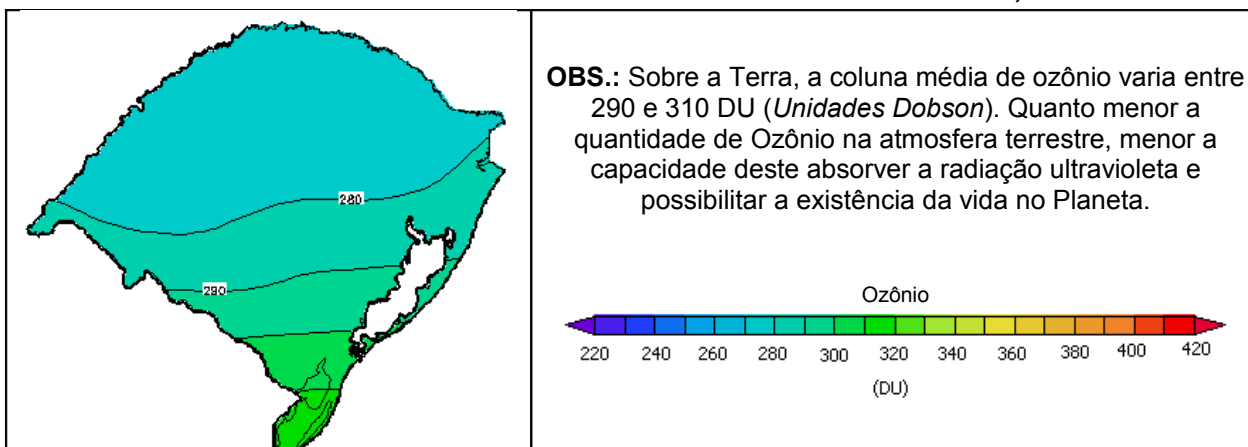 280
290
OBS.: Sobre a Terra, a coluna média de ozônio varia entre
290 e 310 DU (Unidades Dobson). Quanto menor a
quantidade de Ozônio na atmosfera terrestre, menor a
capacidade deste absorver a radiação ultravioleta e
possibilitar a existência da vida no Planeta.
Ozônio
220 240 260 280 300 320 340 360 380 400 420
(DU)